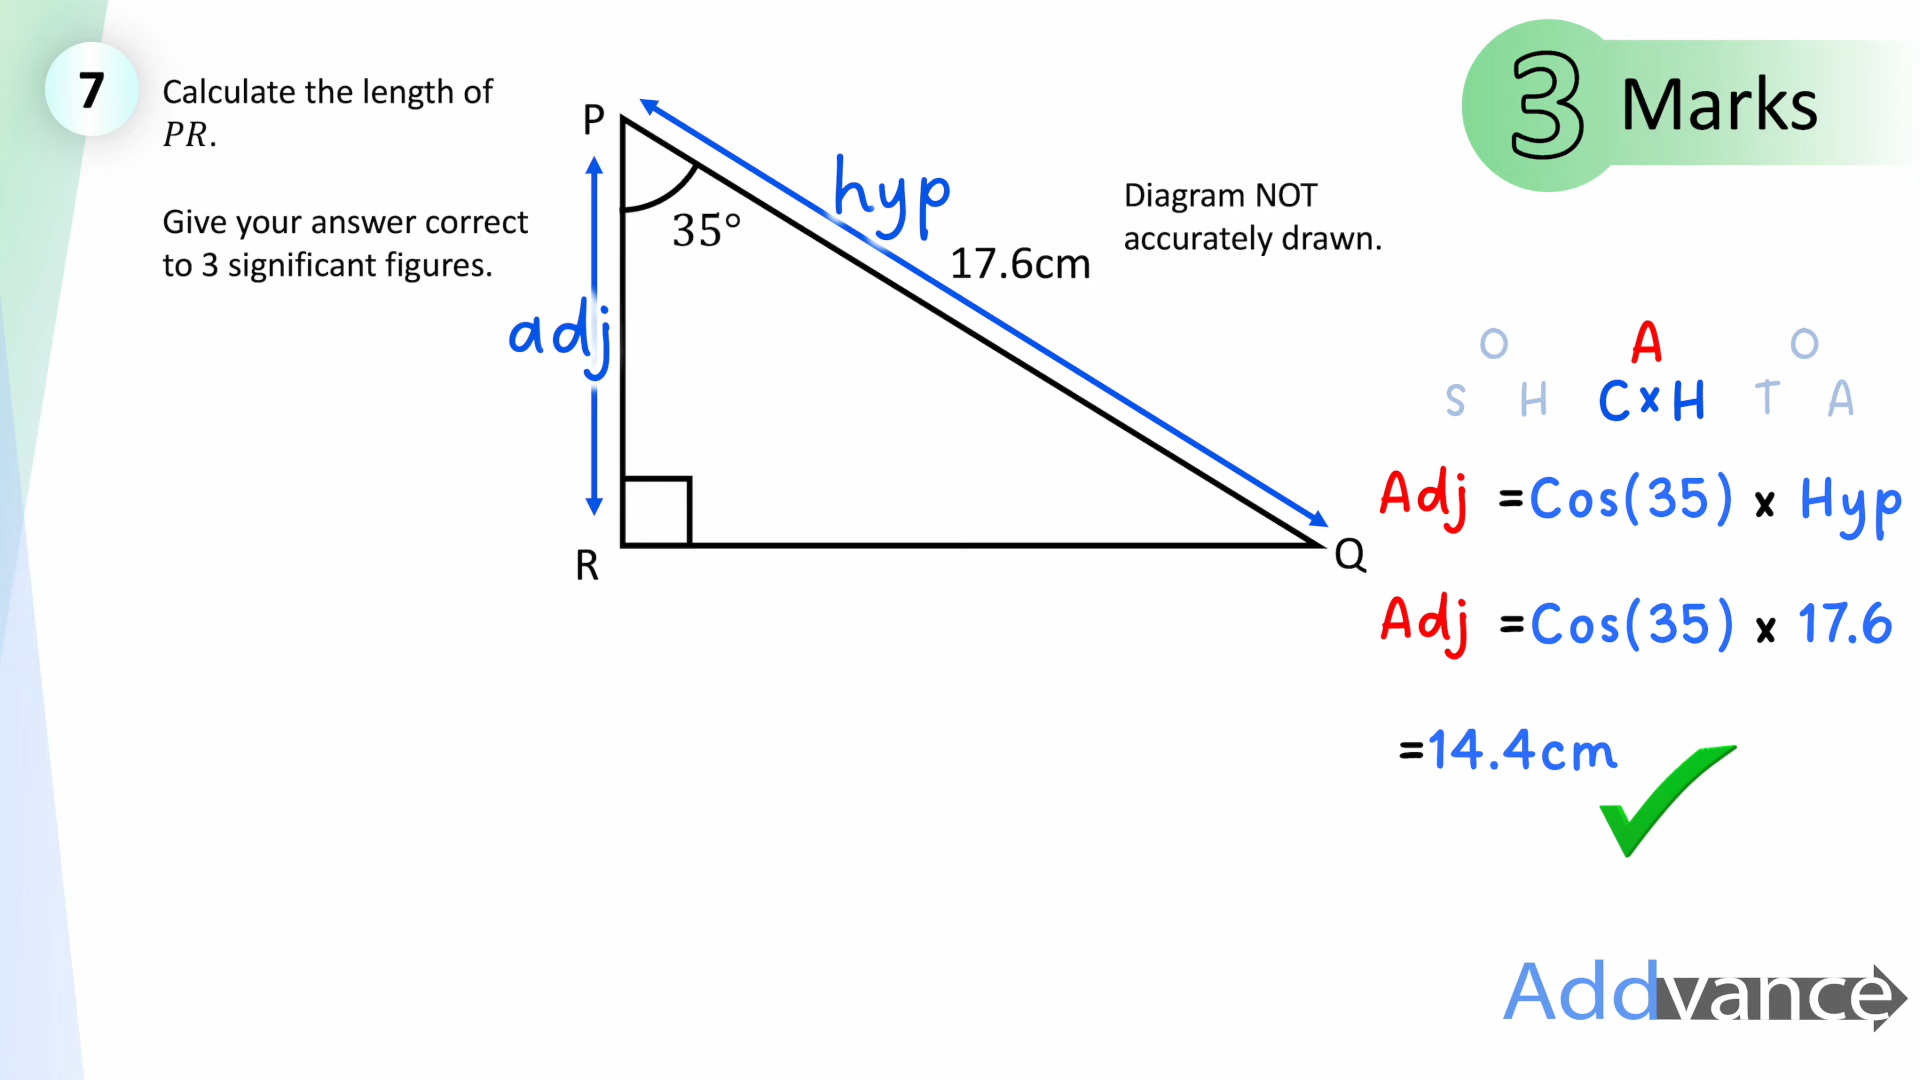 7
Calculate the length of
PR.
Give your answer correct
to 3 significant figures.
P
hyp
35°
17.6cm
adj
R
Q
Diagram NOT
accurately drawn.
3 Marks
O A O
S H C×H T A
Adj =Cos(35) × Hyp
Adj =Cos(35) × 17.6
=14.4cm
Addvance